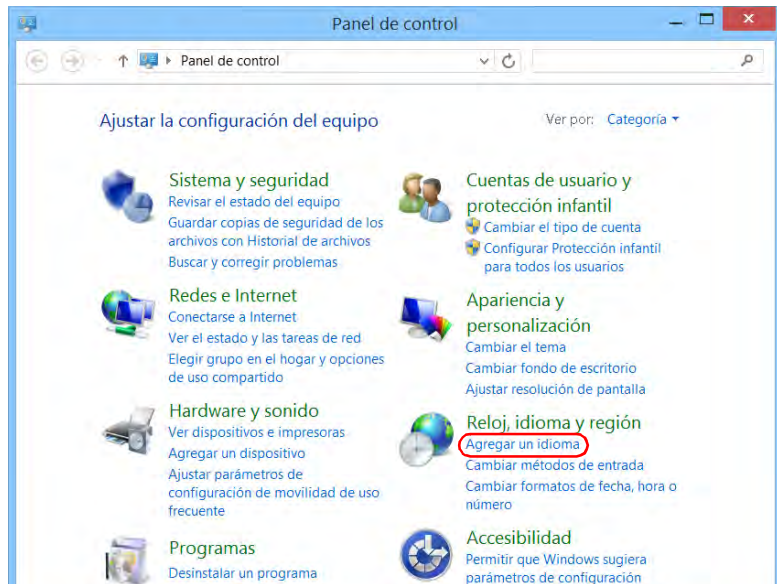 Panel de control
Panel de control
Ajustar la configuración del equipo
Ver por: Categoría
Sistema y seguridad
Revisar el estado del equipo
Guardar copias de seguridad de los
archivos con Historial de archivos
Buscar y corregir problemas
Redes e Internet
Conectarse a Internet
Ver el estado y las tareas de red
Elegir grupo en el hogar y opciones
de uso compartido
Hardware y sonido
Ver dispositivos e impresoras
Agregar un dispositivo
Ajustar parámetros de
configuración de movilidad de uso
frecuente
Programas
Desinstalar un programa
Cuentas de usuario y
protección infantil
Cambiar el tipo de cuenta
Configurar Protección infantil
para todos los usuarios
Apariencia y
personalización
Cambiar el tema
Cambiar fondo de escritorio
Ajustar resolución de pantalla
Reloj, idioma y región
Agregar un idioma
Cambiar métodos de entrada
Cambiar formatos de fecha, hora o
número
Accesibilidad
Permitir que Windows sugiera
parámetros de configuración